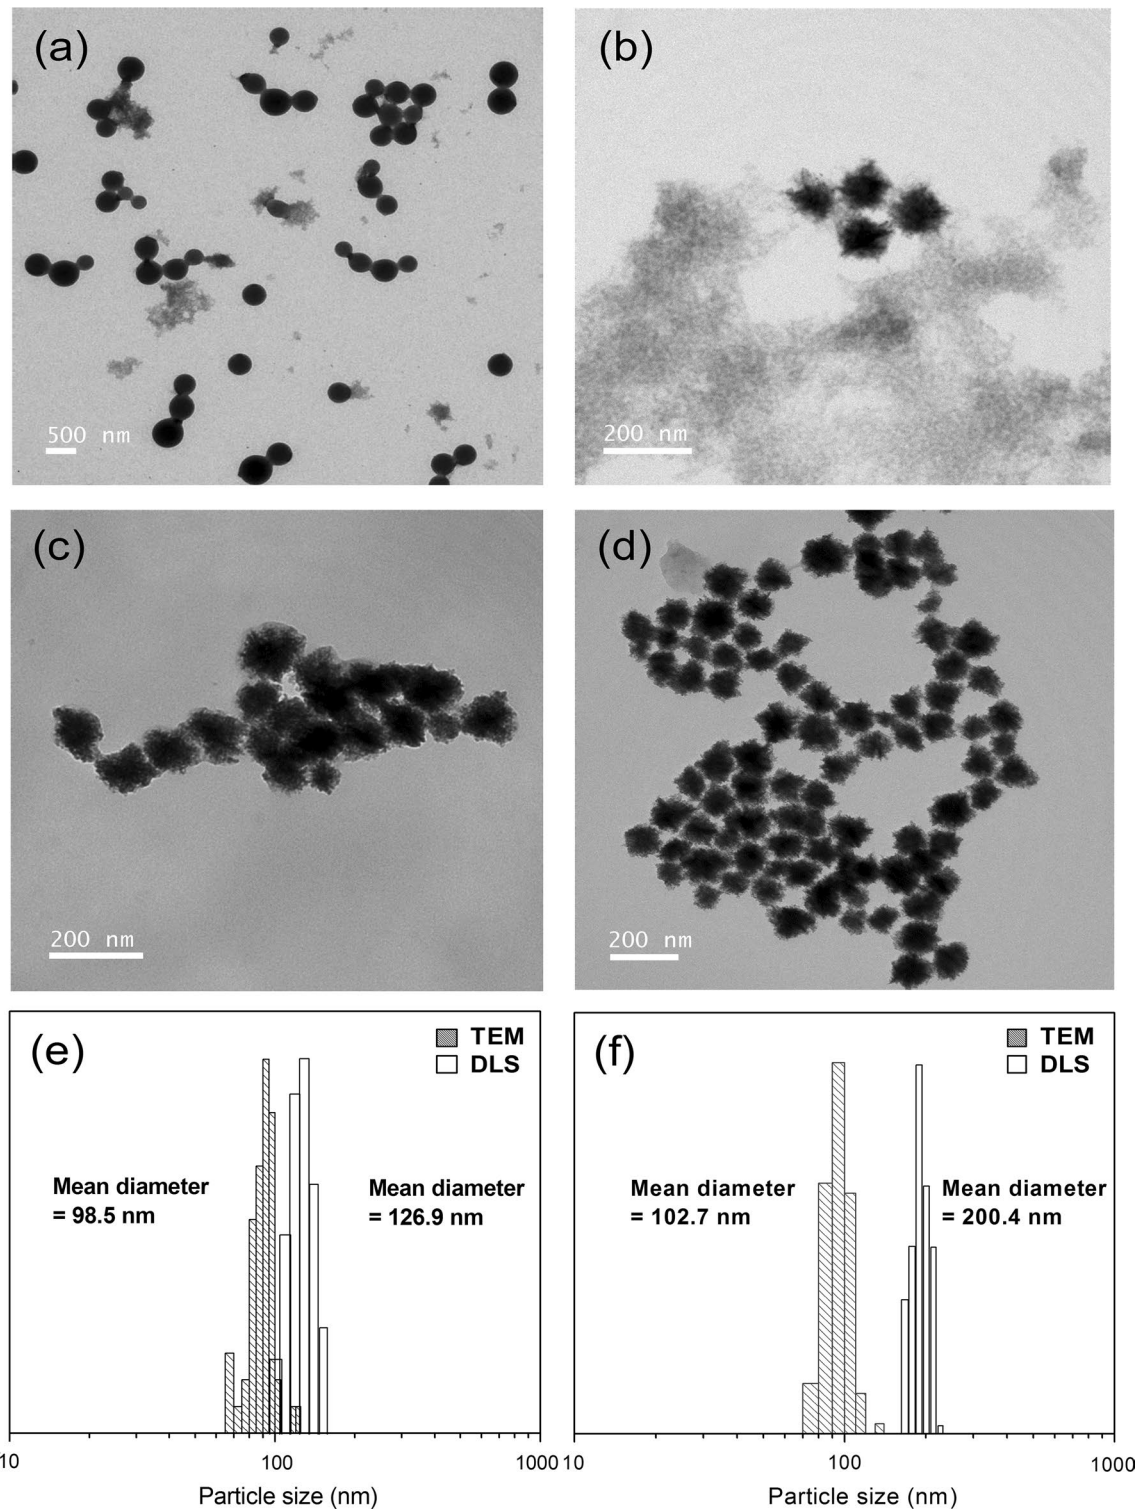 (a)
500 nm
(b)
200 nm
(c)
200 nm
(d)
200 nm
(e)
TEM
DLS
Mean diameter
= 98.5 nm
Mean diameter
= 126.9 nm
10
100
1000
Particle size (nm)
(f)
TEM
DLS
Mean diameter
= 102.7 nm
Mean diameter
= 200.4 nm
10
100
1000
Particle size (nm)